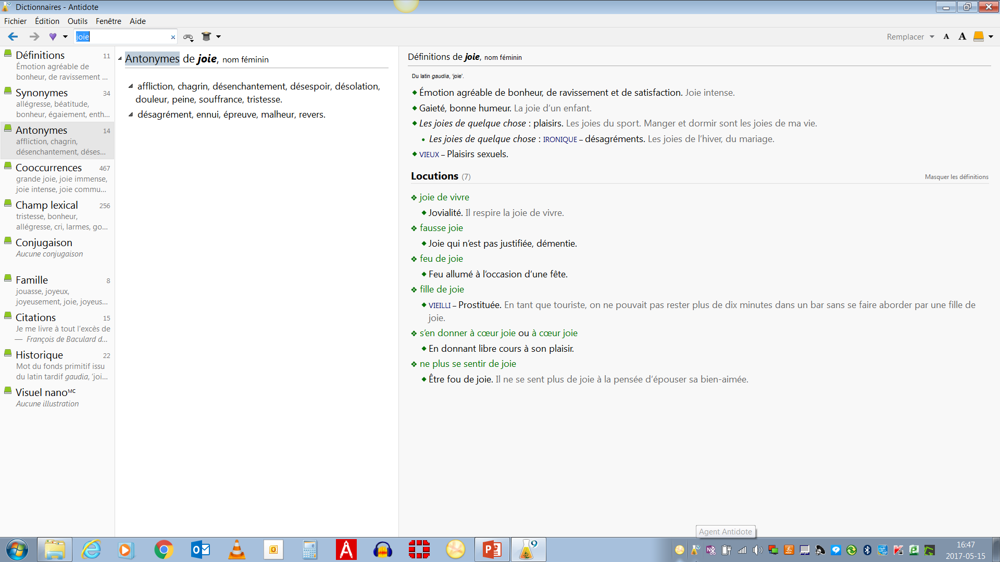 Dictionnaires - Antidote
Fichier Édition Outils Fenêtre Aide
joie
Remplacer A A
Définitions 11
Émotion agréable de
bonheur, de ravissement ...
Synonymes 34
allégresse, béatitude,
bonheur, égaiement, enth...
Antonymes 14
affliction, chagrin,
désenchantement, déses...
Cooccurrences 467
grande joie, joie immense,
joie intense, joie commu...
Champ lexical 256
tristesse, bonheur,
allégresse, cri, larmes, go...
Conjugaison
Aucune conjugaison
Famille 8
jouasse, joyeux,
joyeusement, joie, joyeus...
Citations 15
Je me livre à tout l’excès de
— François de Baculard d...
Historique 22
Mot du fonds primitif issu
du latin tardif gaudia, ‘joi...
Visuel nanoMC
Aucune illustration
Antonymes de joie, nom féminin
affliction, chagrin, désenchantement, désespoir, désolation,
douleur, peine, souffrance, tristesse.
désagrément, ennui, épreuve, malheur, revers.
Définitions de joie, nom féminin
Du latin gaudia, ‘joie’.
Émotion agréable de bonheur, de ravissement et de satisfaction. Joie intense.
Gaieté, bonne humeur. La joie d’un enfant.
Les joies de quelque chose : plaisirs. Les joies du sport. Manger et dormir sont les joies de ma vie.
Les joies de quelque chose : IRONIQUE – désagréments. Les joies de l’hiver, du mariage.
VIEUX – Plaisirs sexuels.
Locutions (7)
Masquer les définitions
joie de vivre
Jovialité. Il respire la joie de vivre.
fausse joie
Joie qui n’est pas justifiée, démentie.
feu de joie
Feu allumé à l’occasion d’une fête.
fille de joie
VIEILLI – Prostituée. En tant que touriste, on ne pouvait pas rester plus de dix minutes dans un bar sans se faire aborder par une fille de
joie.
s’en donner à cœur joie ou à cœur joie
En donnant libre cours à son plaisir.
ne plus se sentir de joie
Être fou de joie. Il ne se sent plus de joie à la pensée d’épouser sa bien-aimée.
Agent Antidote
16:47
2017-05-15